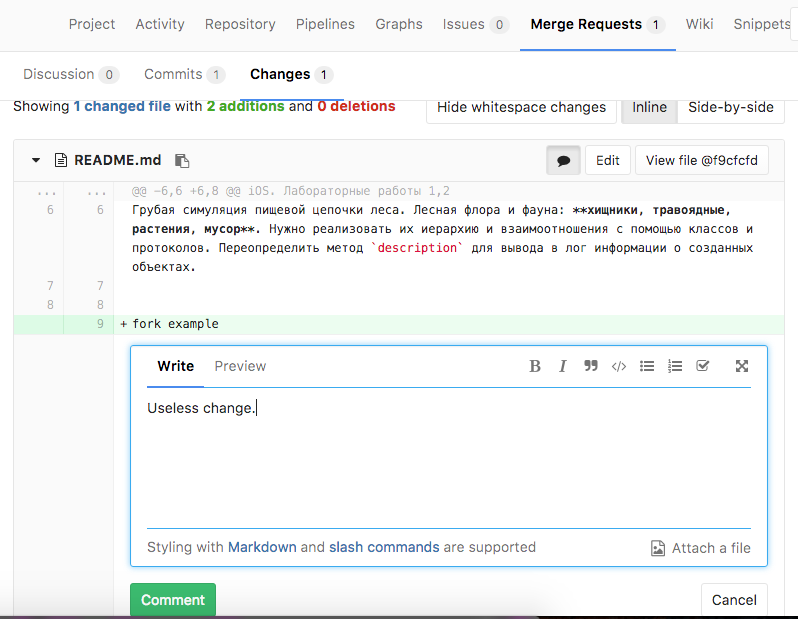 Project Activity Repository Pipelines Graphs Issues 0 Merge Requests 1 Wiki Snippets
Discussion 0 Commits 1 Changes 1
Showing 1 changed file with 2 additions and 0 deletions Hide whitespace changes Inline Side-by-side
README.md Edit View file @f9cfcfd
... ... @@ -6,6 +6,8 @@ iOS. Лабораторные работы 1,2
6 6 Грубая симуляция пищевой цепочки леса. Лесная флора и фауна: **хищники, травоядные,
растения, мусор**. Нужно реализовать их иерархию и взаимоотношения с помощью классов и
протоколов. Переопределить метод `description` для вывода в лог информации о созданных
объектах.
7 7
8 8
9 + fork example
Write Preview
Useless change.
Styling with Markdown and slash commands are supported Attach a file
Comment Cancel